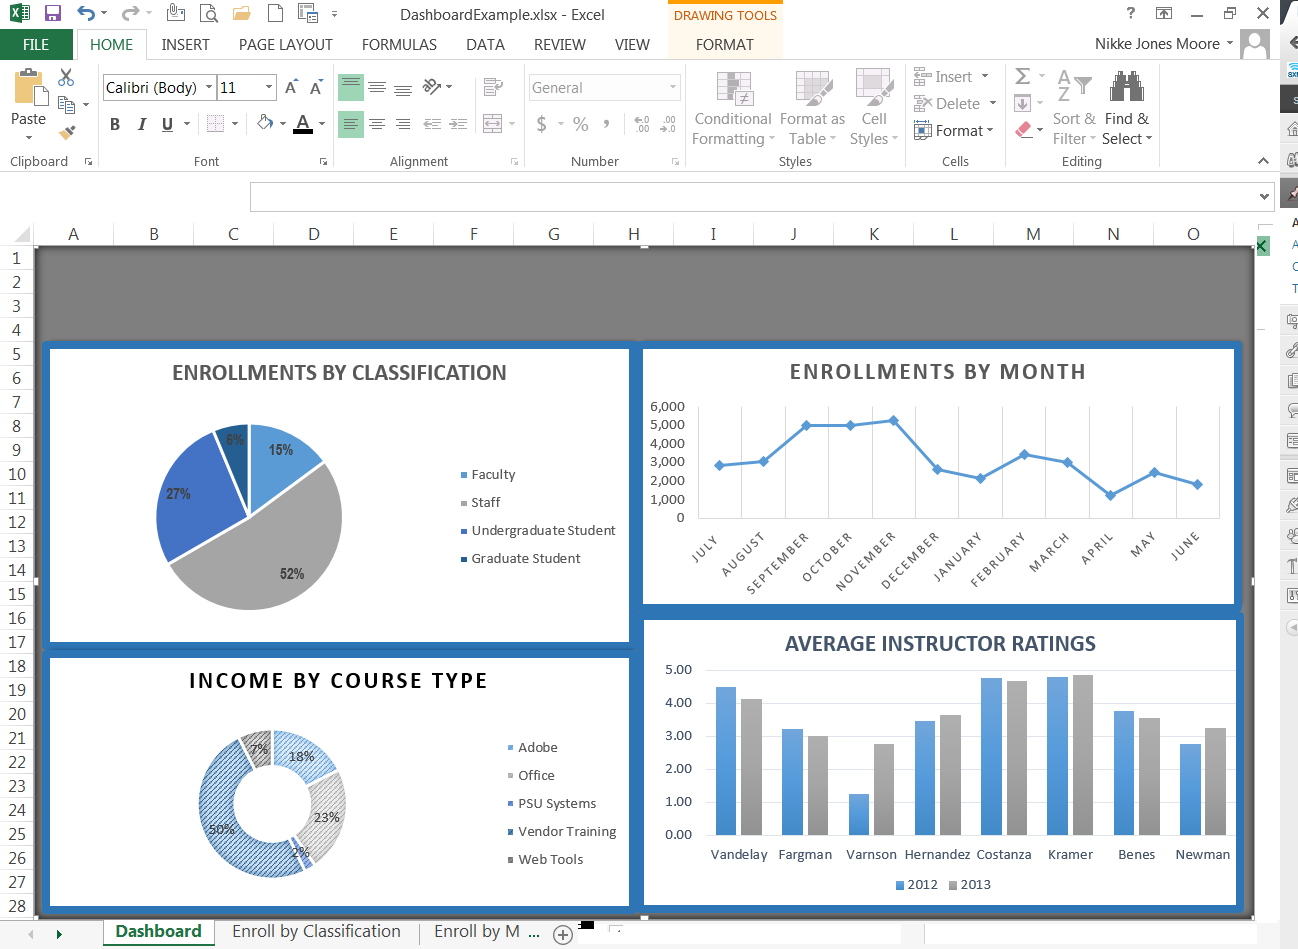 DashboardExample.xlsx - Excel
DRAWING TOOLS
?
FILE HOME INSERT PAGE LAYOUT FORMULAS DATA REVIEW VIEW FORMAT
Nikke Jones Moore
Paste
Calibri (Body) 11
A A
B I U A
General
$ % ,
Conditional Formatting
Format as Table
Cell Styles
Insert
Delete
Format
Sort & Filter
Find & Select
Clipboard Font Alignment Number Styles Cells Editing
A B C D E F G H I J K L M N O
1
2
3
4
5
6
7
8
9
10
11
12
13
14
15
16
17
18
19
20
21
22
23
24
25
26
27
28
ENROLLMENTS BY CLASSIFICATION
6%
15%
27%
52%
Faculty
Staff
Undergraduate Student
Graduate Student
ENROLLMENTS BY MONTH
6,000
5,000
4,000
3,000
2,000
1,000
0
JULY AUGUST SEPTEMBER OCTOBER NOVEMBER DECEMBER JANUARY FEBRUARY MARCH APRIL MAY JUNE
INCOME BY COURSE TYPE
7%
18%
23%
50%
2%
Adobe
Office
PSU Systems
Vendor Training
Web Tools
AVERAGE INSTRUCTOR RATINGS
5.00
4.00
3.00
2.00
1.00
0.00
Vandelay Fargman Varnson Hernandez Costanza Kramer Benes Newman
2012 2013
Dashboard Enroll by Classification Enroll by M ...